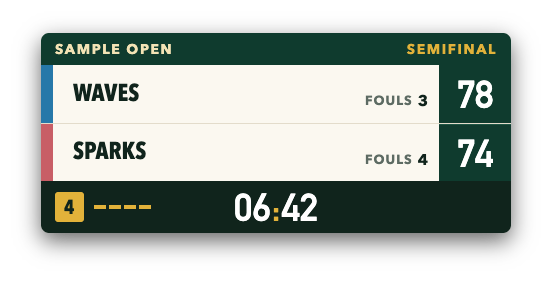 SAMPLE OPEN SEMIFINAL
WAVES FOULS 3 78
SPARKS FOULS 4 74
4 06:42